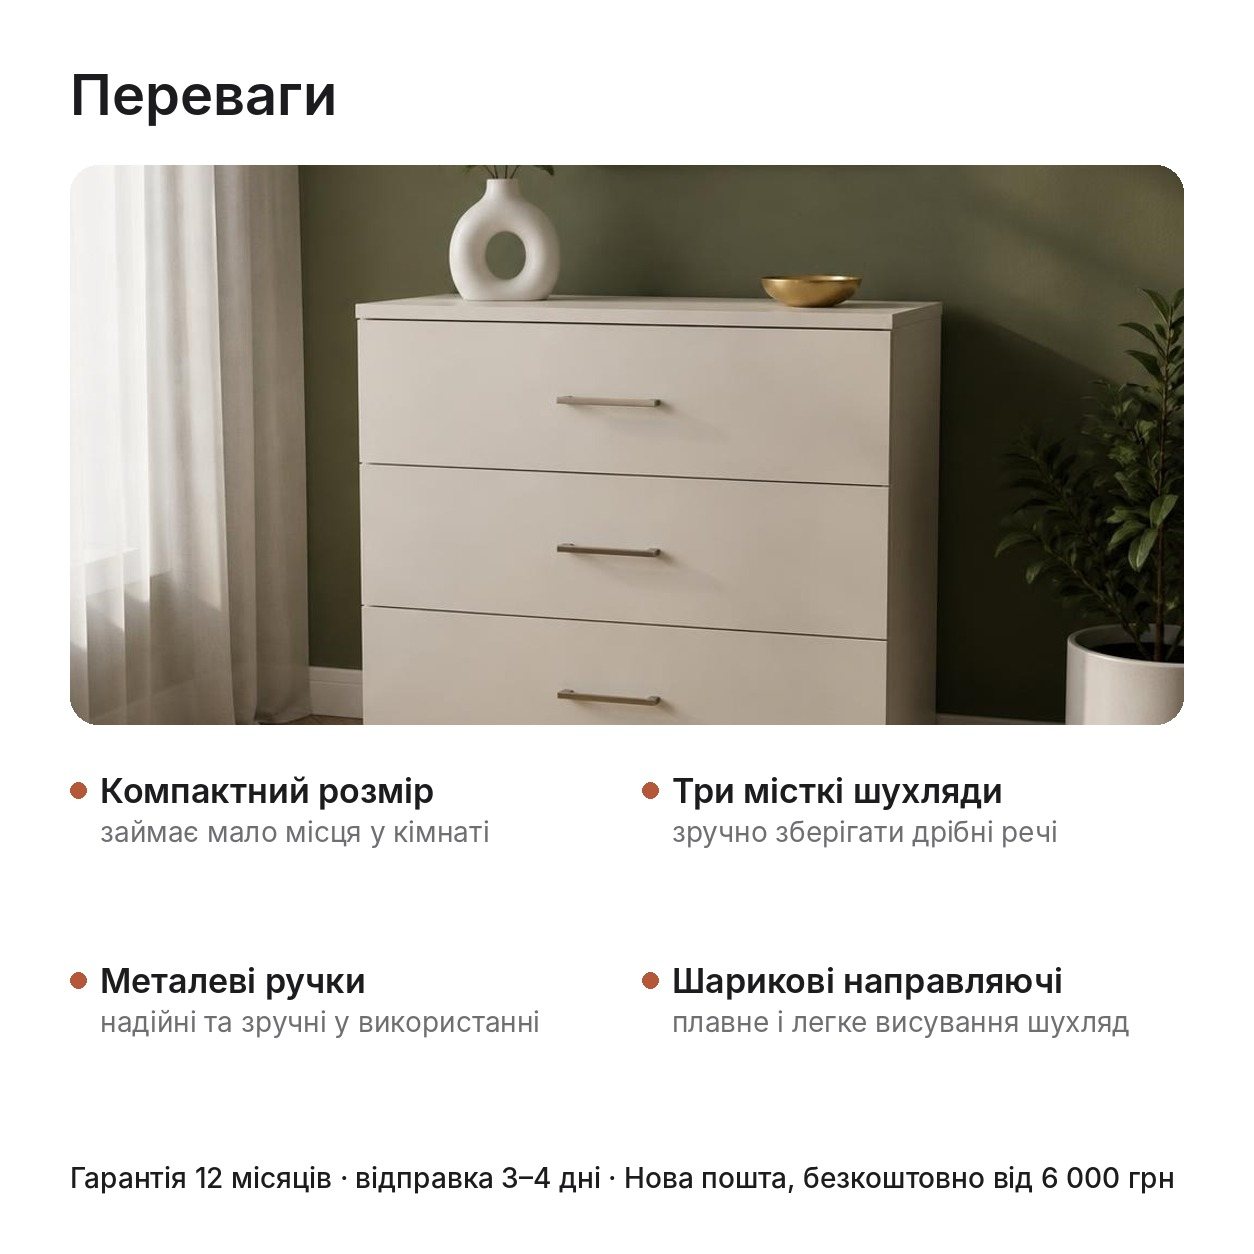 Переваги
Компактний розмір
займає мало місця у кімнаті
Три місткі шухляди
зручно зберігати дрібні речі
Металеві ручки
надійні та зручні у використанні
Шарикові направляючі
плавне і легке висування шухляд
Гарантія 12 місяців · відправка 3–4 дні · Нова пошта, безкоштовно від 6 000 грн